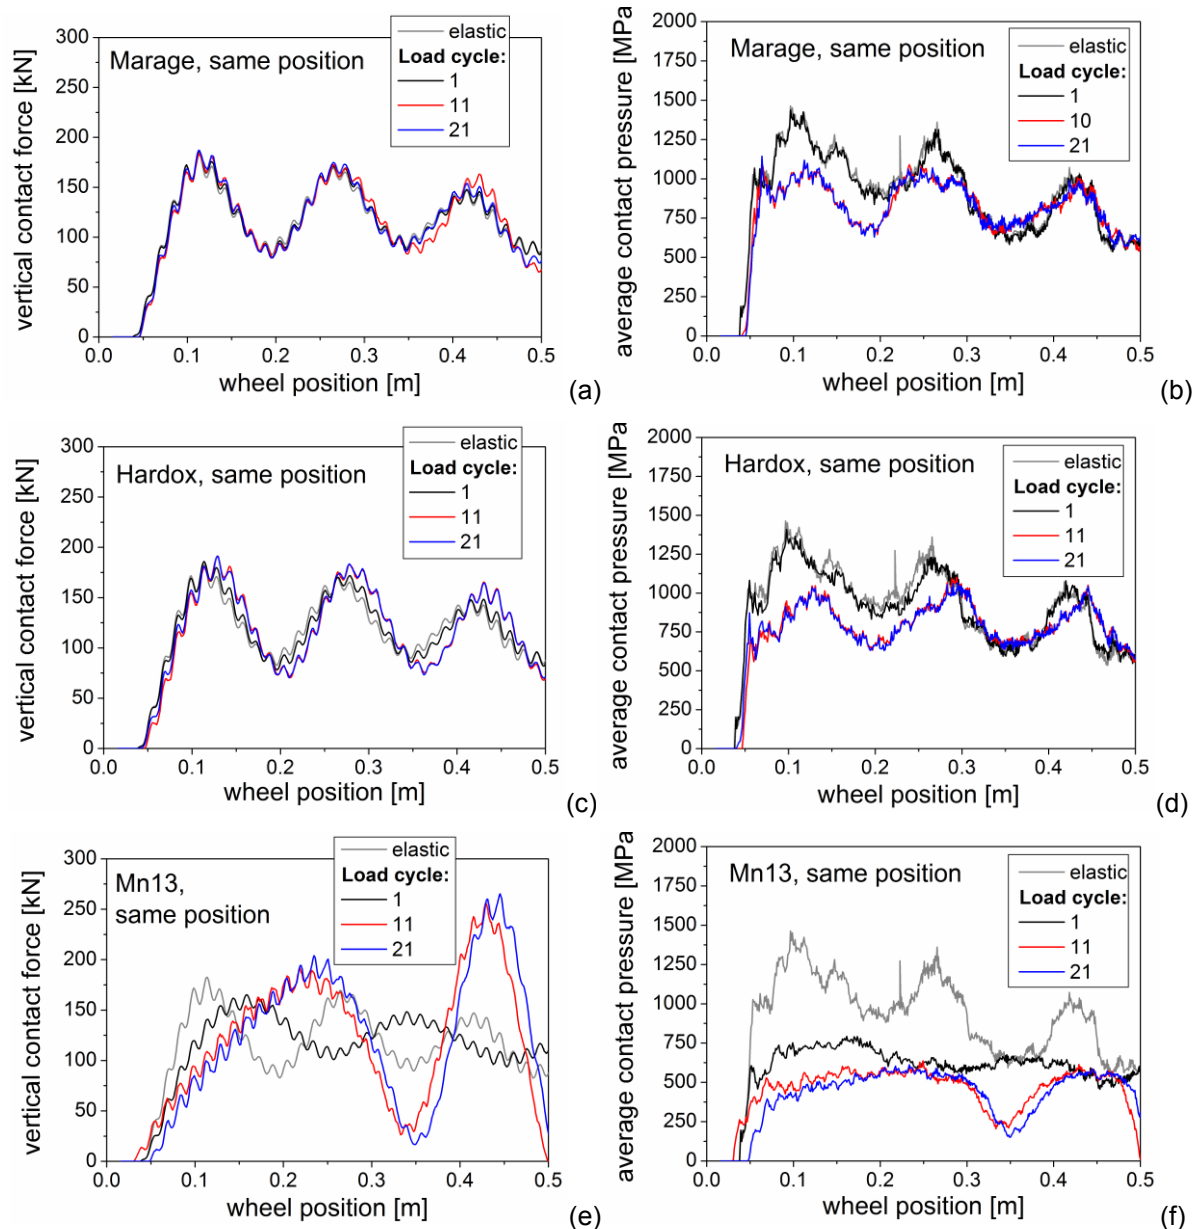 vertical contact force [kN]
300
250
200
150
100
50
0
Marage, same position
elastic
Load cycle:
1
11
21
0.0 0.1 0.2 0.3 0.4 0.5
wheel position [m]
(a)
average contact pressure [MPa]
2000
1750
1500
1250
1000
750
500
250
0
Marage, same position
elastic
Load cycle:
1
10
21
0.0 0.1 0.2 0.3 0.4 0.5
wheel position [m]
(b)
vertical contact force [kN]
300
250
200
150
100
50
0
Hardox, same position
elastic
Load cycle:
1
11
21
0.0 0.1 0.2 0.3 0.4 0.5
wheel position [m]
(c)
average contact pressure [MPa]
2000
1750
1500
1250
1000
750
500
250
0
Hardox, same position
elastic
Load cycle:
1
11
21
0.0 0.1 0.2 0.3 0.4 0.5
wheel position [m]
(d)
vertical contact force [kN]
300
250
200
150
100
50
0
Mn13,
same position
elastic
Load cycle:
1
11
21
0.0 0.1 0.2 0.3 0.4 0.5
wheel position [m]
(e)
average contact pressure [MPa]
2000
1750
1500
1250
1000
750
500
250
0
Mn13, same position
elastic
Load cycle:
1
11
21
0.0 0.1 0.2 0.3 0.4 0.5
wheel position [m]
(f)